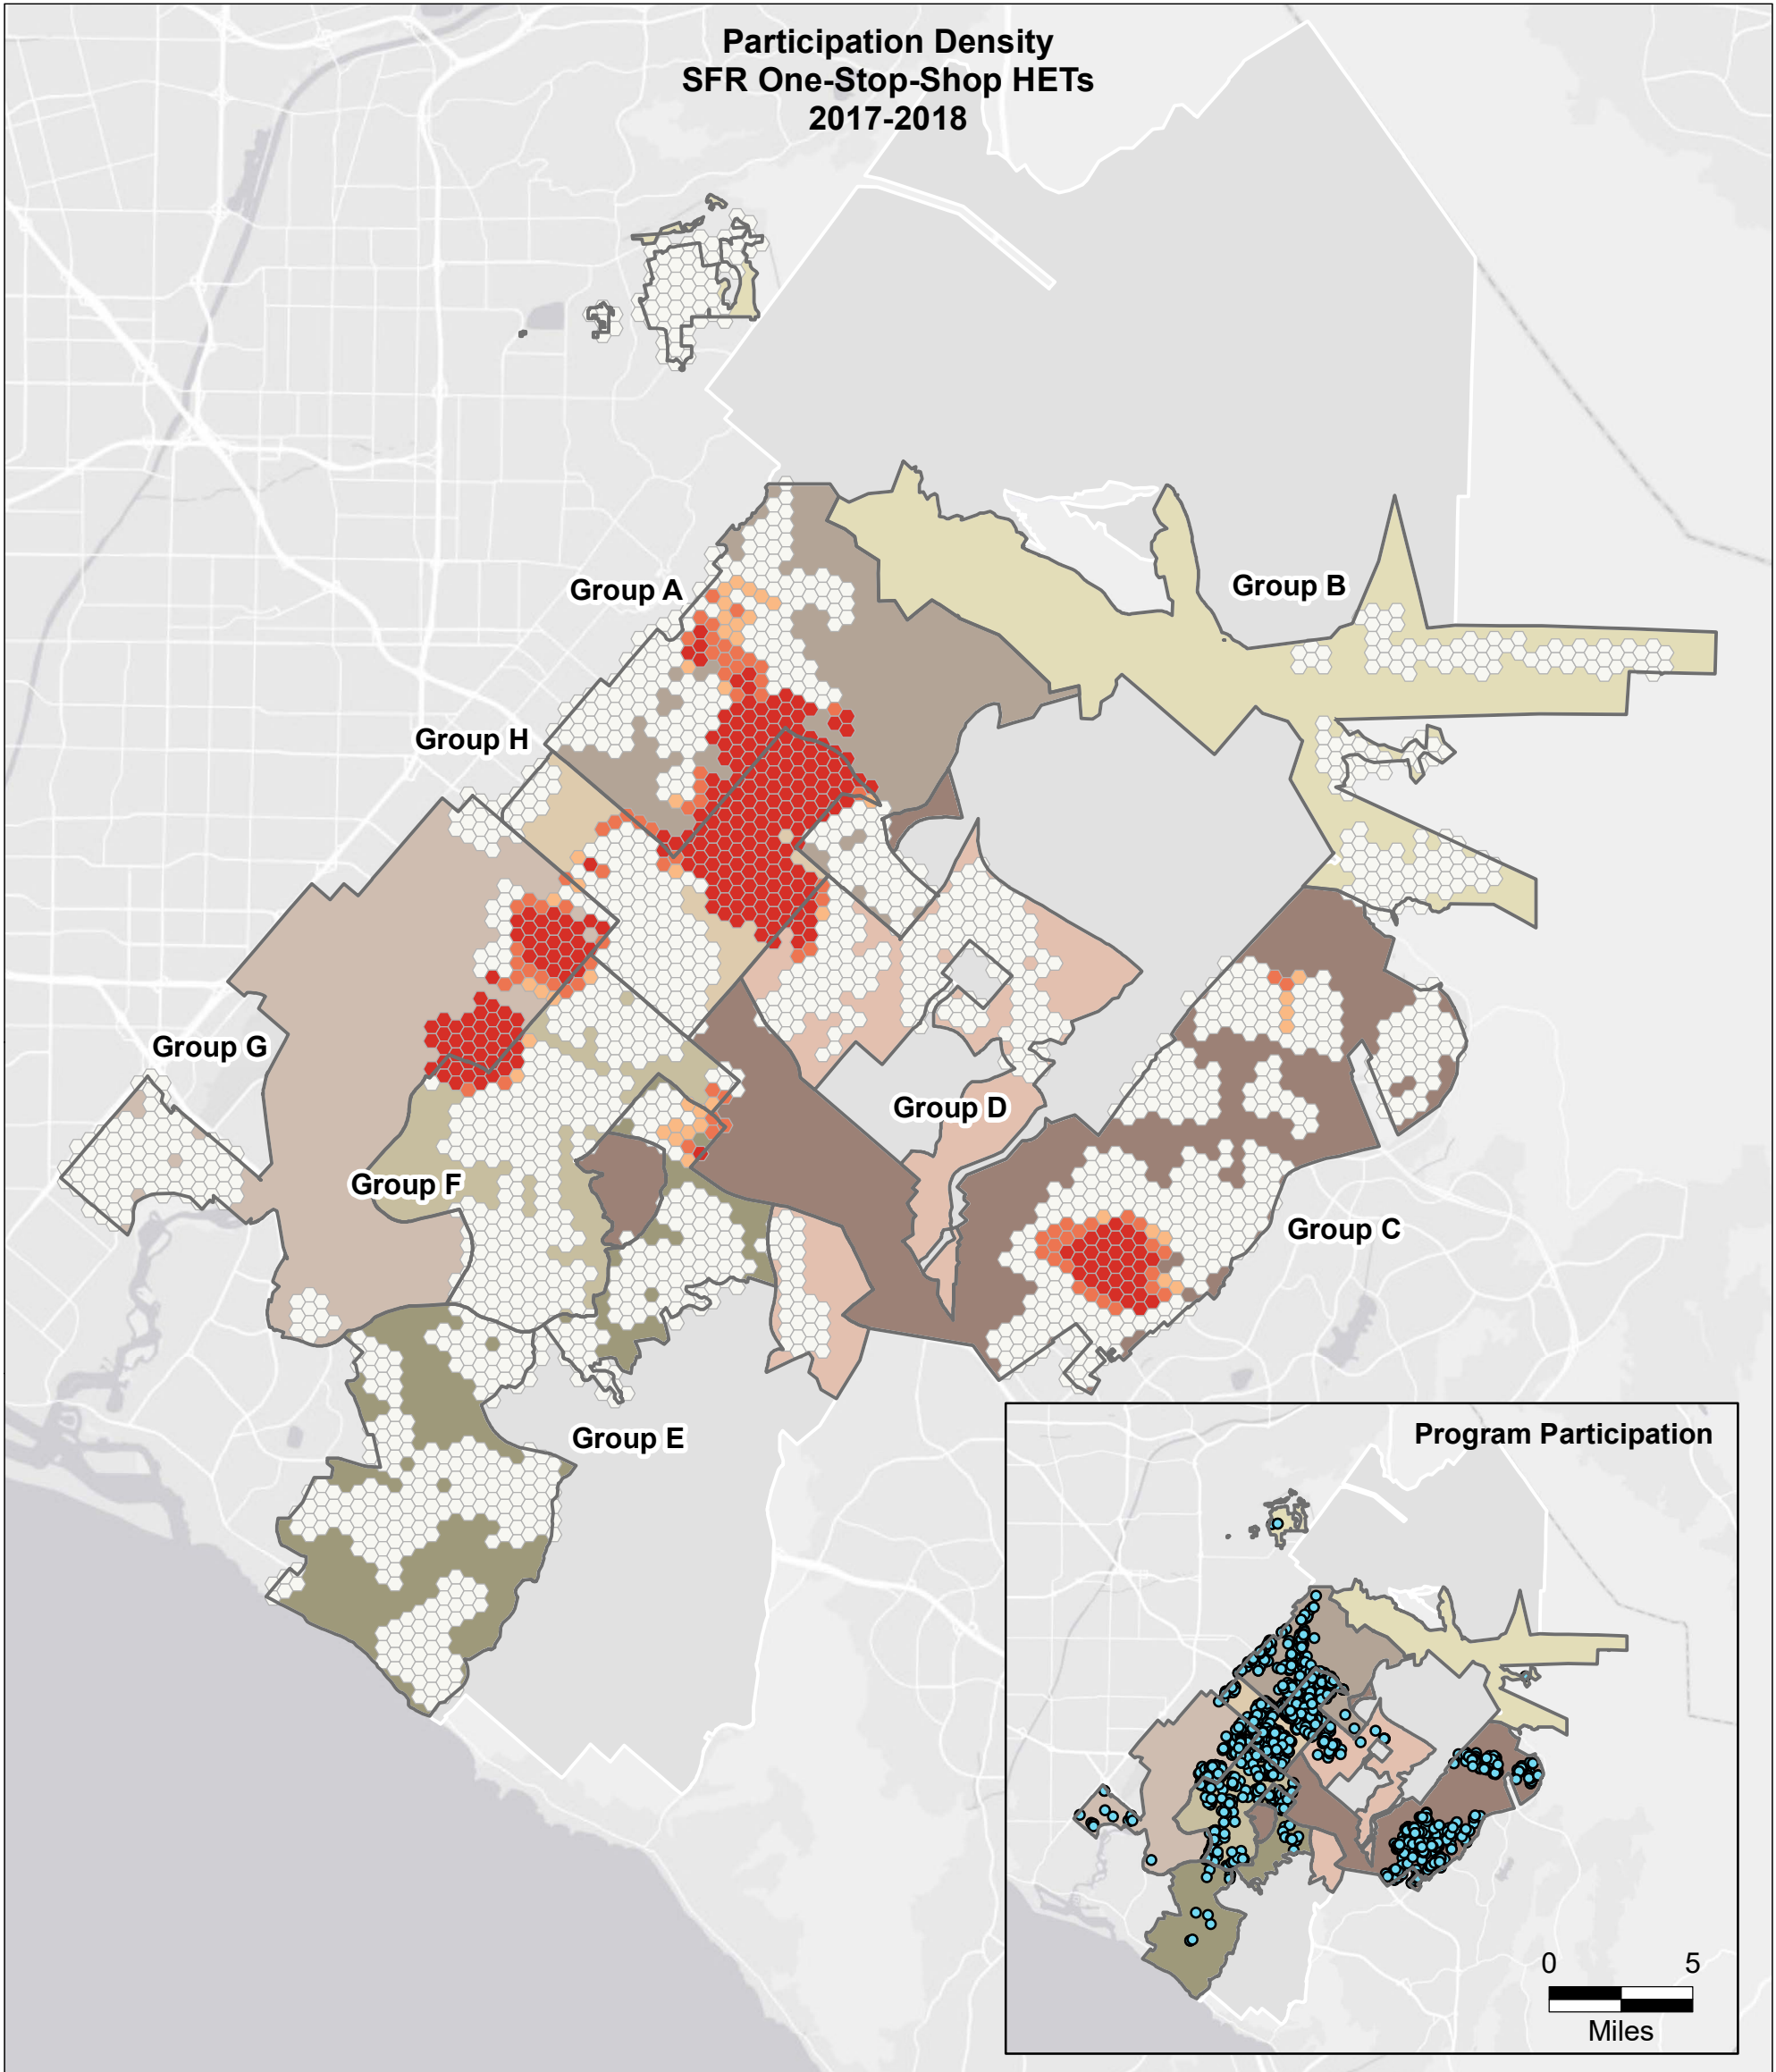 Participation Density
SFR One-Stop-Shop HETs
2017-2018
Group A
Group B
Group H
Group G
Group D
Group F
Group C
Group E
Program Participation
0 5
Miles